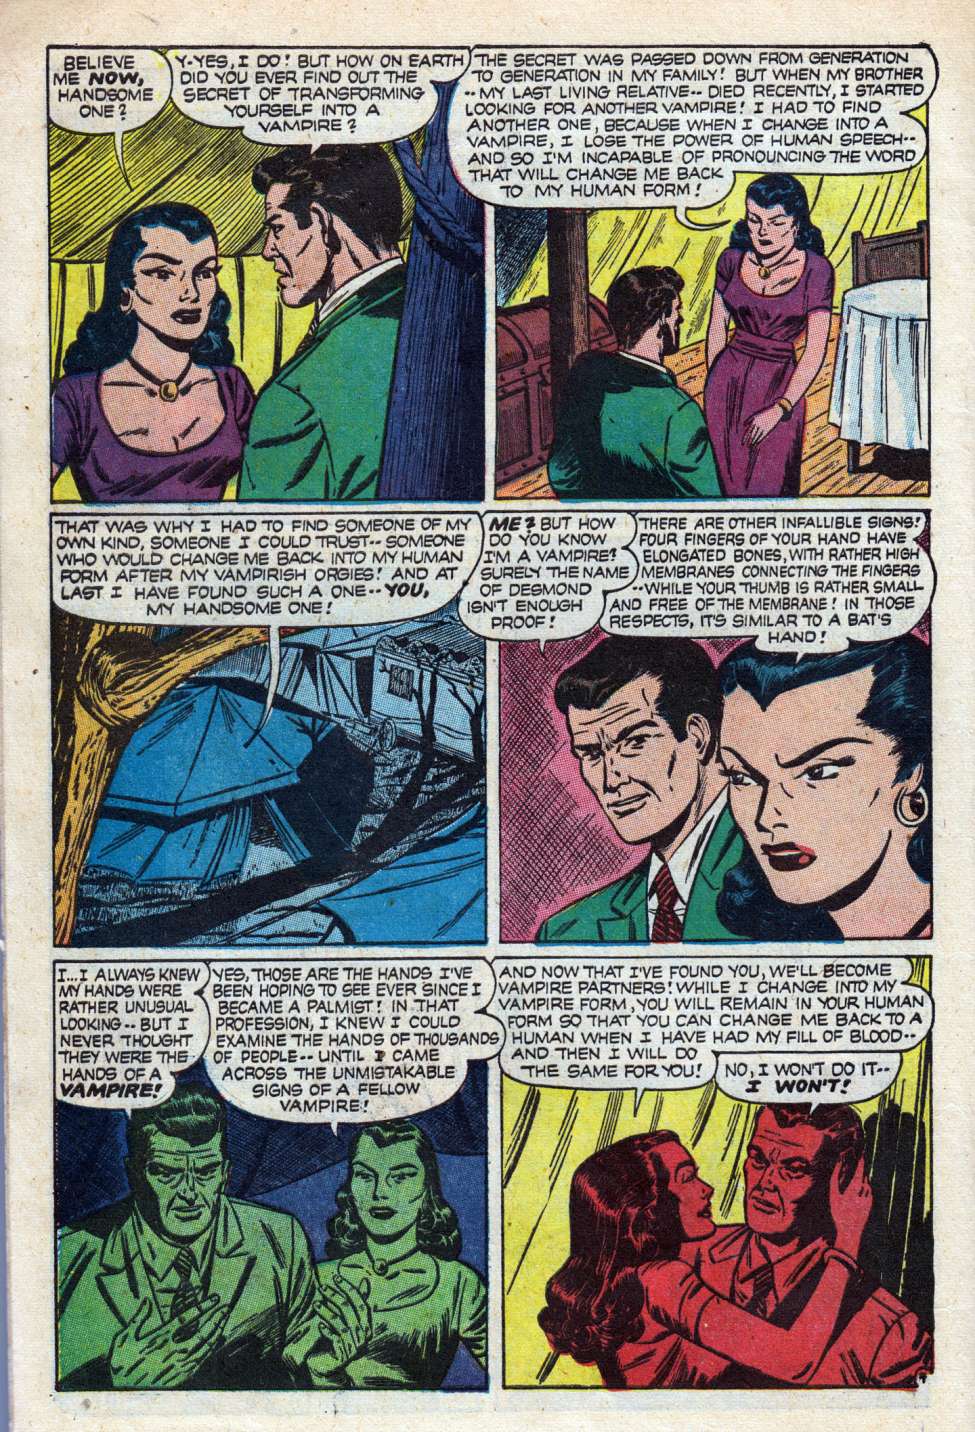 BELIEVE
ME NOW,
HANDSOME
ONE?
Y-YES, I DO! BUT HOW ON EARTH
DID YOU EVER FIND OUT THE
SECRET OF TRANSFORMING
YOURSELF INTO A
VAMPIRE?
THE SECRET WAS PASSED DOWN FROM GENERATION
TO GENERATION IN MY FAMILY! BUT WHEN MY BROTHER
-- MY LAST LIVING RELATIVE-- DIED RECENTLY, I STARTED
LOOKING FOR ANOTHER VAMPIRE! I HAD TO FIND
ANOTHER ONE, BECAUSE WHEN I CHANGE INTO A
VAMPIRE, I LOSE THE POWER OF HUMAN SPEECH--
AND SO I'M INCAPABLE OF PRONOUNCING THE WORD
THAT WILL CHANGE ME BACK
TO MY HUMAN FORM!
THAT WAS WHY I HAD TO FIND SOMEONE OF MY
OWN KIND, SOMEONE I COULD TRUST-- SOMEONE
WHO WOULD CHANGE ME BACK INTO MY HUMAN
FORM AFTER MY VAMPIRISH ORGIES! AND AT
LAST I HAVE FOUND SUCH A ONE-- YOU,
MY HANDSOME ONE!
ME? BUT HOW
DO YOU KNOW
I'M A VAMPIRE?
SURELY THE NAME
OF DESMOND
ISN'T ENOUGH
PROOF!
THERE ARE OTHER INFALLIBLE SIGNS!
FOUR FINGERS OF YOUR HAND HAVE
ELONGATED BONES, WITH RATHER HIGH
MEMBRANES CONNECTING THE FINGERS
--WHILE YOUR THUMB IS RATHER SMALL
AND FREE OF THE MEMBRANE! IN THOSE
RESPECTS, IT'S SIMILAR TO A BAT'S
HAND!
I...I ALWAYS KNEW
MY HANDS WERE
RATHER UNUSUAL
LOOKING-- BUT I
NEVER THOUGHT
THEY WERE THE
HANDS OF A
VAMPIRE!
YES, THOSE ARE THE HANDS I'VE
BEEN HOPING TO SEE EVER SINCE I
BECAME A PALMIST! IN THAT
PROFESSION, I KNEW I COULD
EXAMINE THE HANDS OF THOUSANDS
OF PEOPLE-- UNTIL I CAME
ACROSS THE UNMISTAKABLE
SIGNS OF A FELLOW
VAMPIRE!
AND NOW THAT I'VE FOUND YOU, WE'LL BECOME
VAMPIRE PARTNERS! WHILE I CHANGE INTO MY
VAMPIRE FORM, YOU WILL REMAIN IN YOUR HUMAN
FORM SO THAT YOU CAN CHANGE ME BACK TO A
HUMAN WHEN I HAVE HAD MY FILL OF BLOOD--
AND THEN I WILL DO
THE SAME FOR YOU!
NO, I WON'T DO IT--
I WON'T!